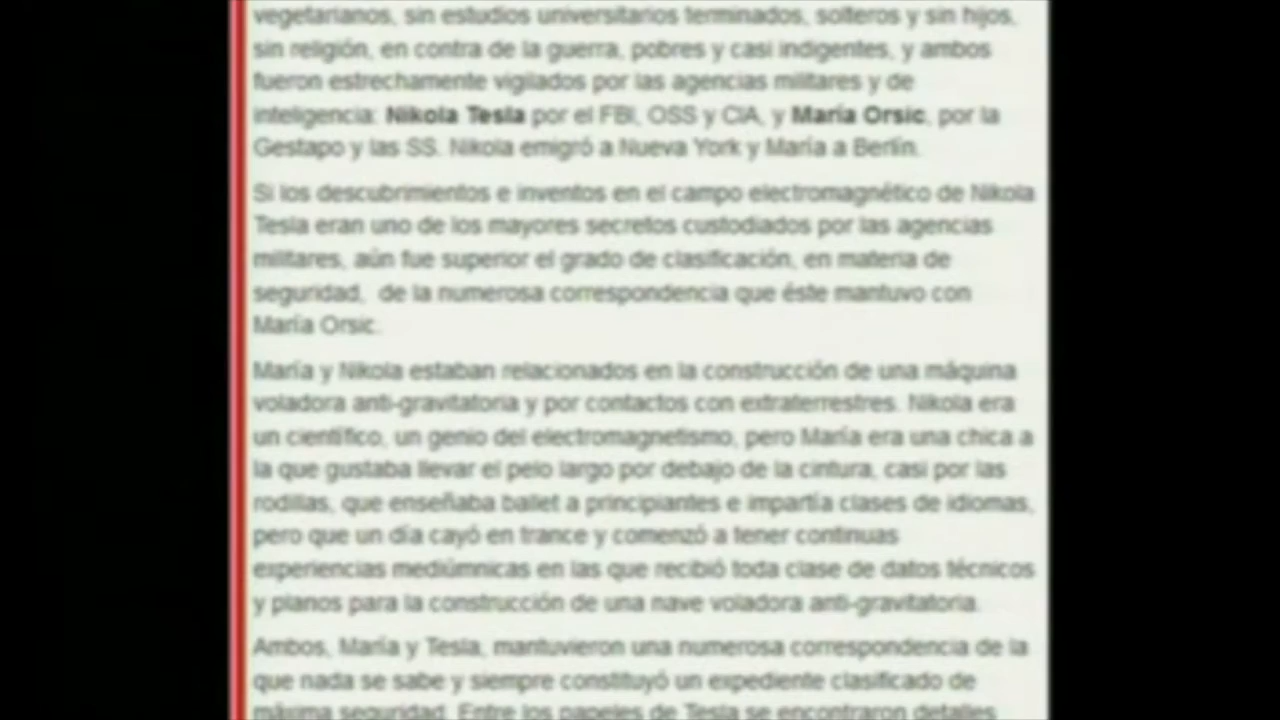 vegetarianos, sin estudios universitarios terminados, solteros y sin hijos,
sin religión, en contra de la guerra, pobres y casi indigentes, y ambos
fueron estrechamente vigilados por las agencias militares y de
inteligencia: Nikola Tesla por el FBI, OSS y CIA, y María Orsic, por la
Gestapo y las SS. Nikola emigró a Nueva York y María a Berlín.
Si los descubrimientos e inventos en el campo electromagnético de Nikola
Tesla eran uno de los mayores secretos custodiados por las agencias
militares, aún fue superior el grado de clasificación, en materia de
seguridad, de la numerosa correspondencia que éste mantuvo con
María Orsic.
María y Nikola estaban relacionados en la construcción de una máquina
voladora anti-gravitatoria y por contactos con extraterrestres. Nikola era
un científico, un genio del electromagnetismo, pero María era una chica a
la que gustaba llevar el pelo largo por debajo de la cintura, casi por las
rodillas, que enseñaba ballet a principiantes e impartía clases de idiomas,
pero que un día cayó en trance y comenzó a tener continuas
experiencias mediúmnicas en las que recibió toda clase de datos técnicos
y planos para la construcción de una nave voladora anti-gravitatoria.
Ambos, María y Tesla, mantuvieron una numerosa correspondencia de la
que nada se sabe y siempre constituyó un expediente clasificado de
máxima seguridad. Entre los papeles de Tesla se encontraron detalles